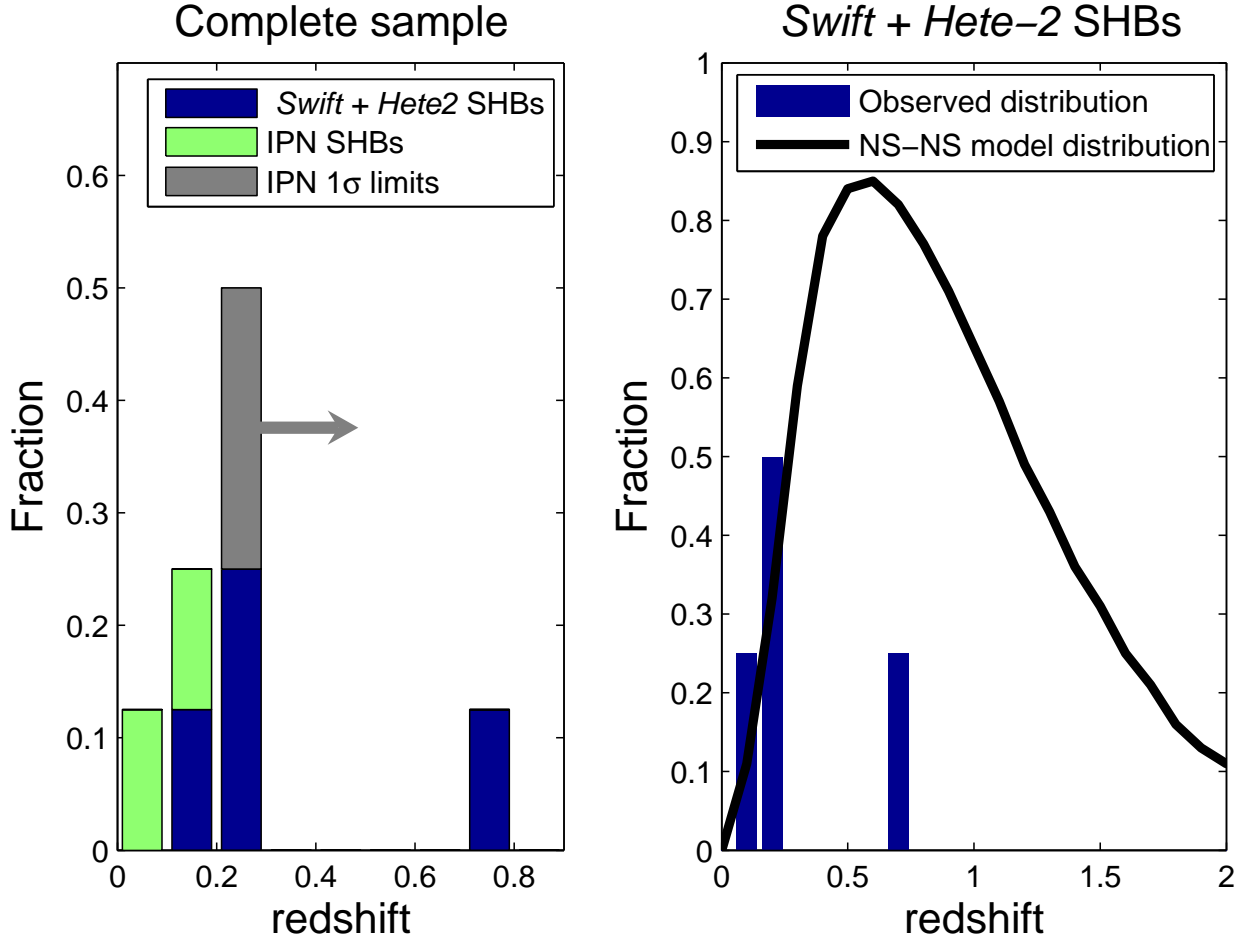 Complete sample
Swift + Hete2 SHBs
IPN SHBs
IPN 1σ limits
Fraction
0.6
0.5
0.4
0.3
0.2
0.1
0
0 0.2 0.4 0.6 0.8
redshift
Swift + Hete−2 SHBs
Observed distribution
NS−NS model distribution
Fraction
1
0.9
0.8
0.7
0.6
0.5
0.4
0.3
0.2
0.1
0
0 0.5 1 1.5 2
redshift